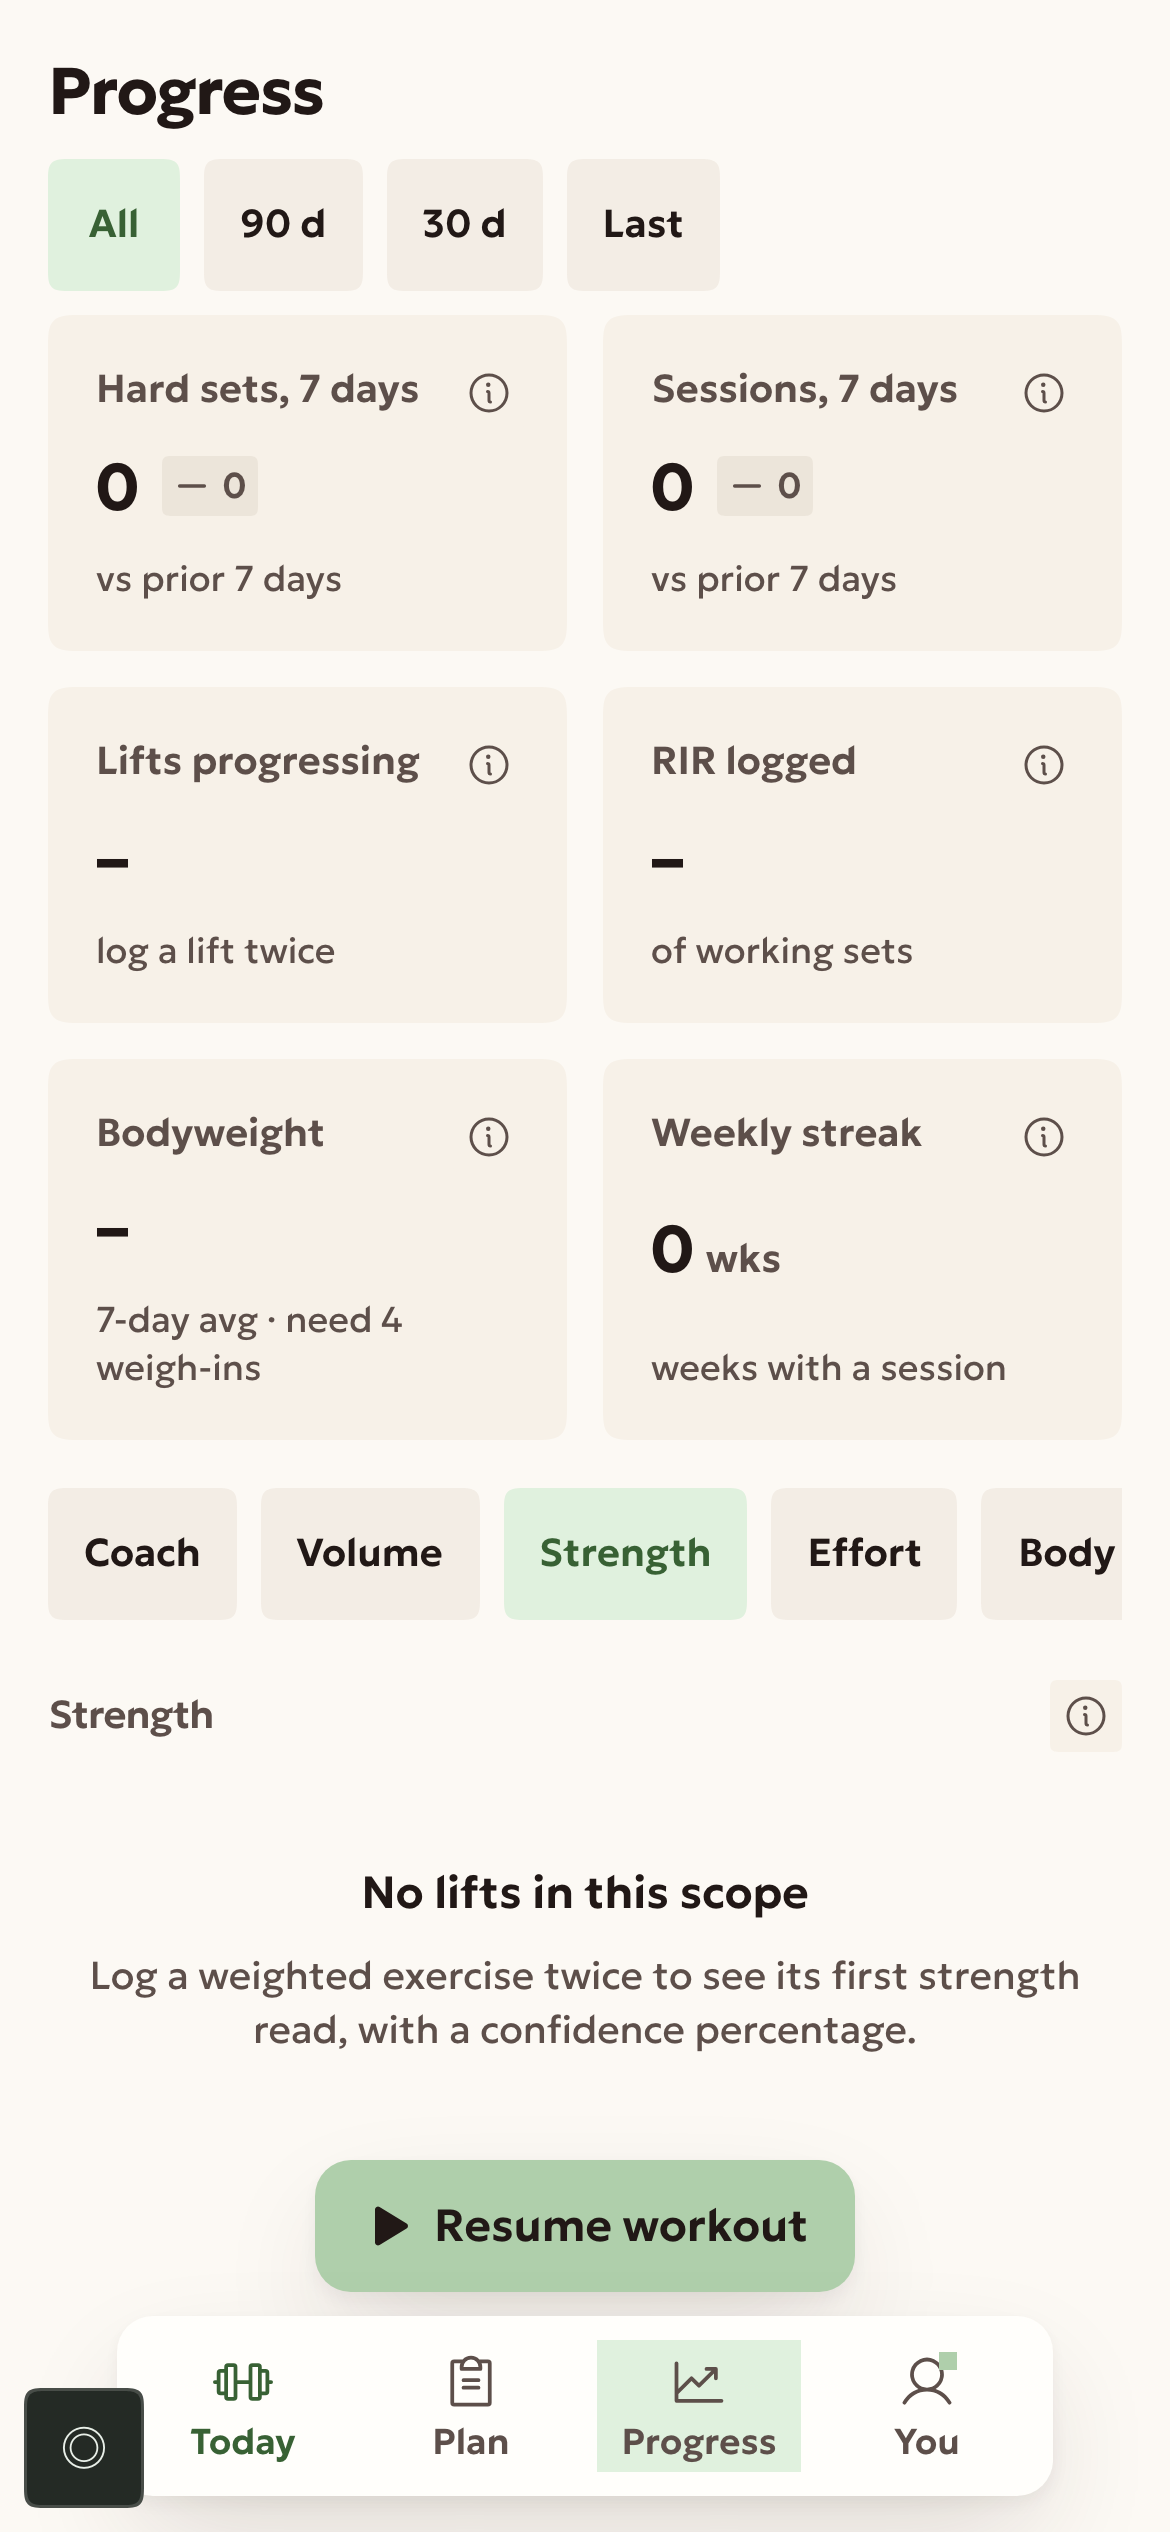 Progress
All
90 d
30 d
Last
Hard sets, 7 days
0 — 0
vs prior 7 days
Sessions, 7 days
0 — 0
vs prior 7 days
Lifts progressing
–
log a lift twice
RIR logged
–
of working sets
Bodyweight
–
7-day avg · need 4
weigh-ins
Weekly streak
0 wks
weeks with a session
Coach
Volume
Strength
Effort
Body
Strength
No lifts in this scope
Log a weighted exercise twice to see its first strength
read, with a confidence percentage.
Resume workout
Today
Plan
Progress
You